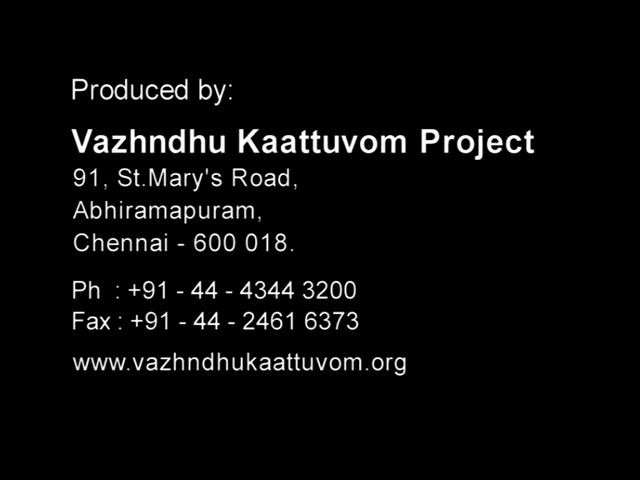 Produced by:
Vazhndhu Kaattuvom Project
91, St.Mary's Road,
Abhiramapuram,
Chennai - 600 018.
Ph : +91 - 44 - 4344 3200
Fax : +91 - 44 - 2461 6373
www.vazhndhukaattuvom.org